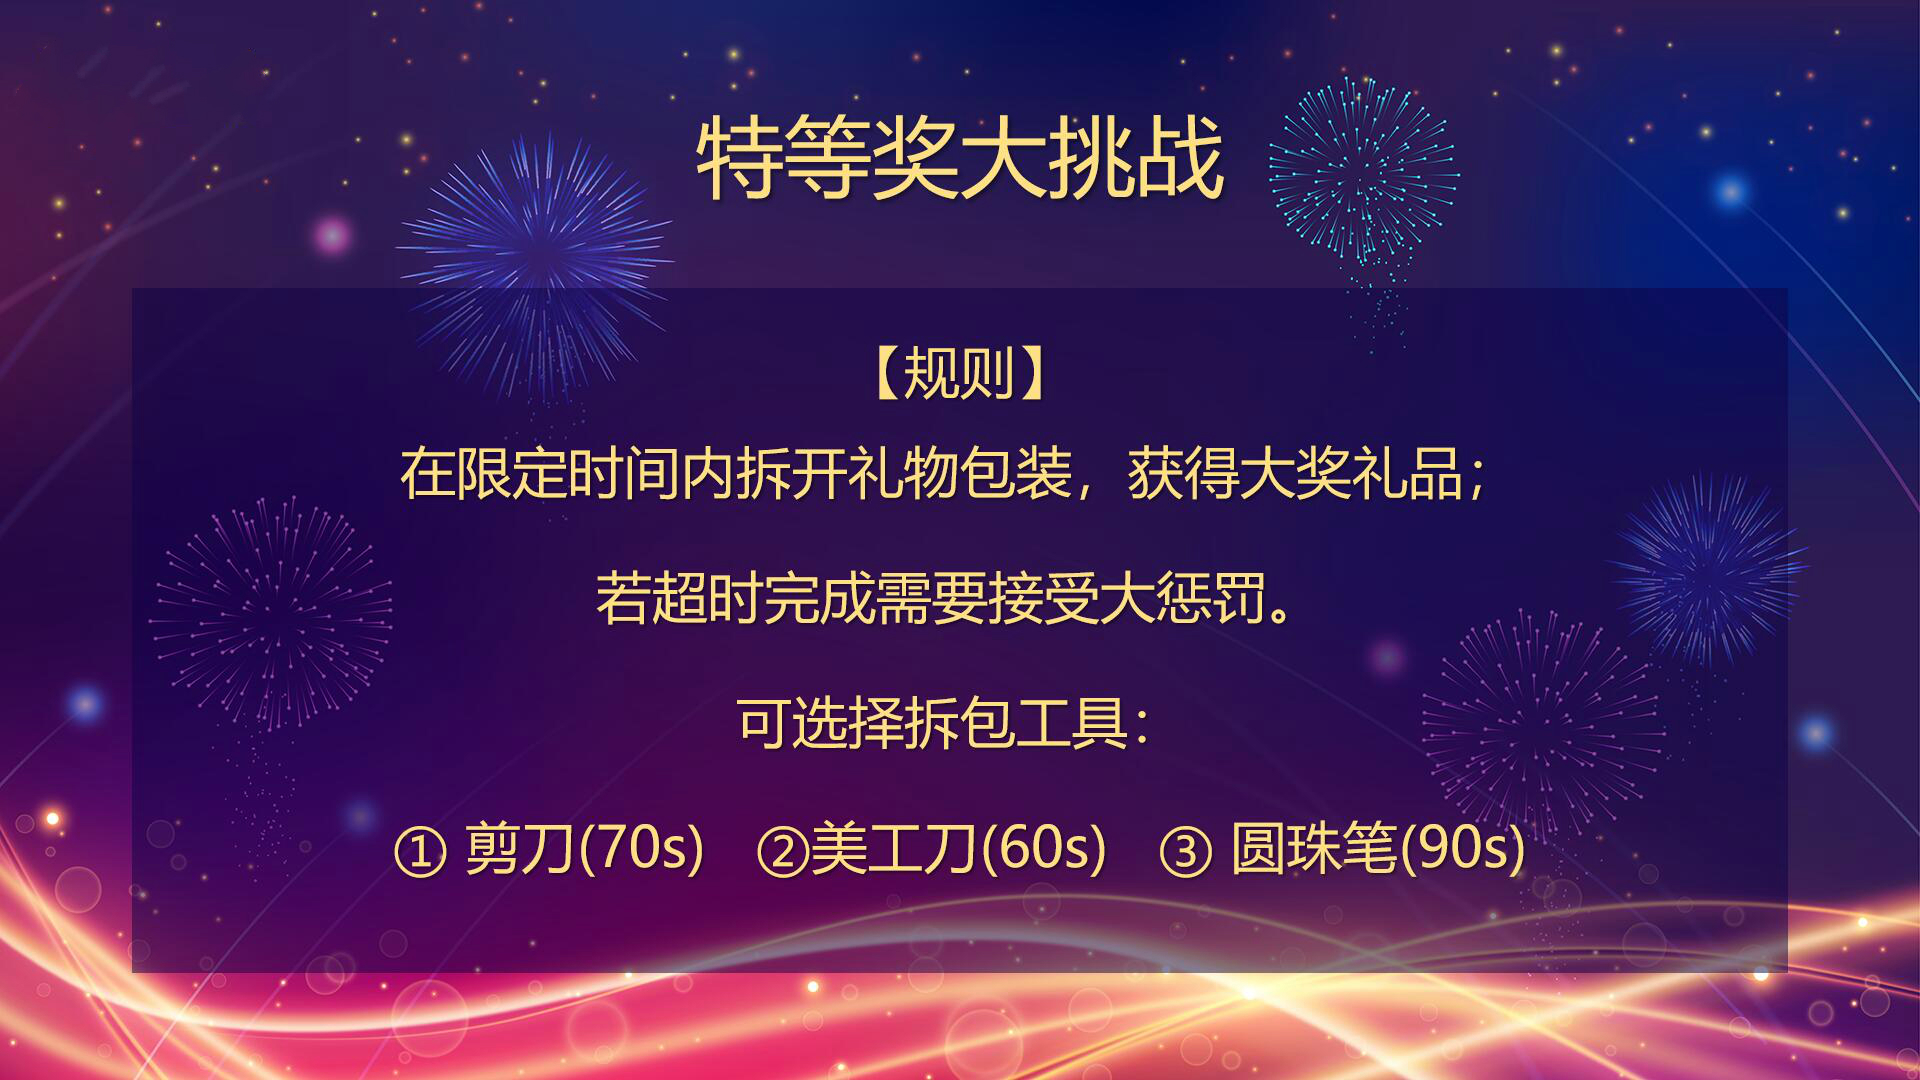 特等奖大挑战
【规则】
在限定时间内拆开礼物包装，获得大奖礼品；
若超时完成需要接受大惩罚。
可选择拆包工具：
① 剪刀(70s) ②美工刀(60s) ③ 圆珠笔(90s)